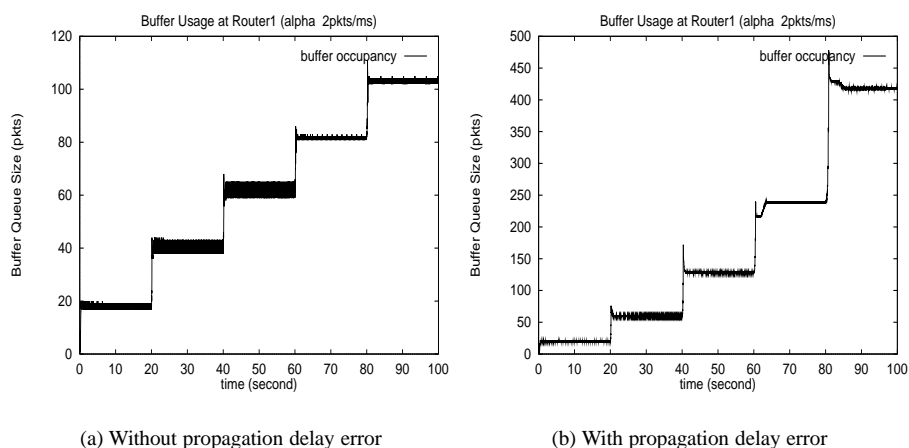 Buffer Usage at Router1 (alpha 2pkts/ms)
120
100
80
60
40
20
0
Buffer Queue Size (pkts)
buffer occupancy
0 10 20 30 40 50 60 70 80 90 100
time (second)
(a) Without propagation delay error
Buffer Usage at Router1 (alpha 2pkts/ms)
500
450
400
350
300
250
200
150
100
50
0
Buffer Queue Size (pkts)
buffer occupancy
0 10 20 30 40 50 60 70 80 90 100
time (second)
(b) With propagation delay error